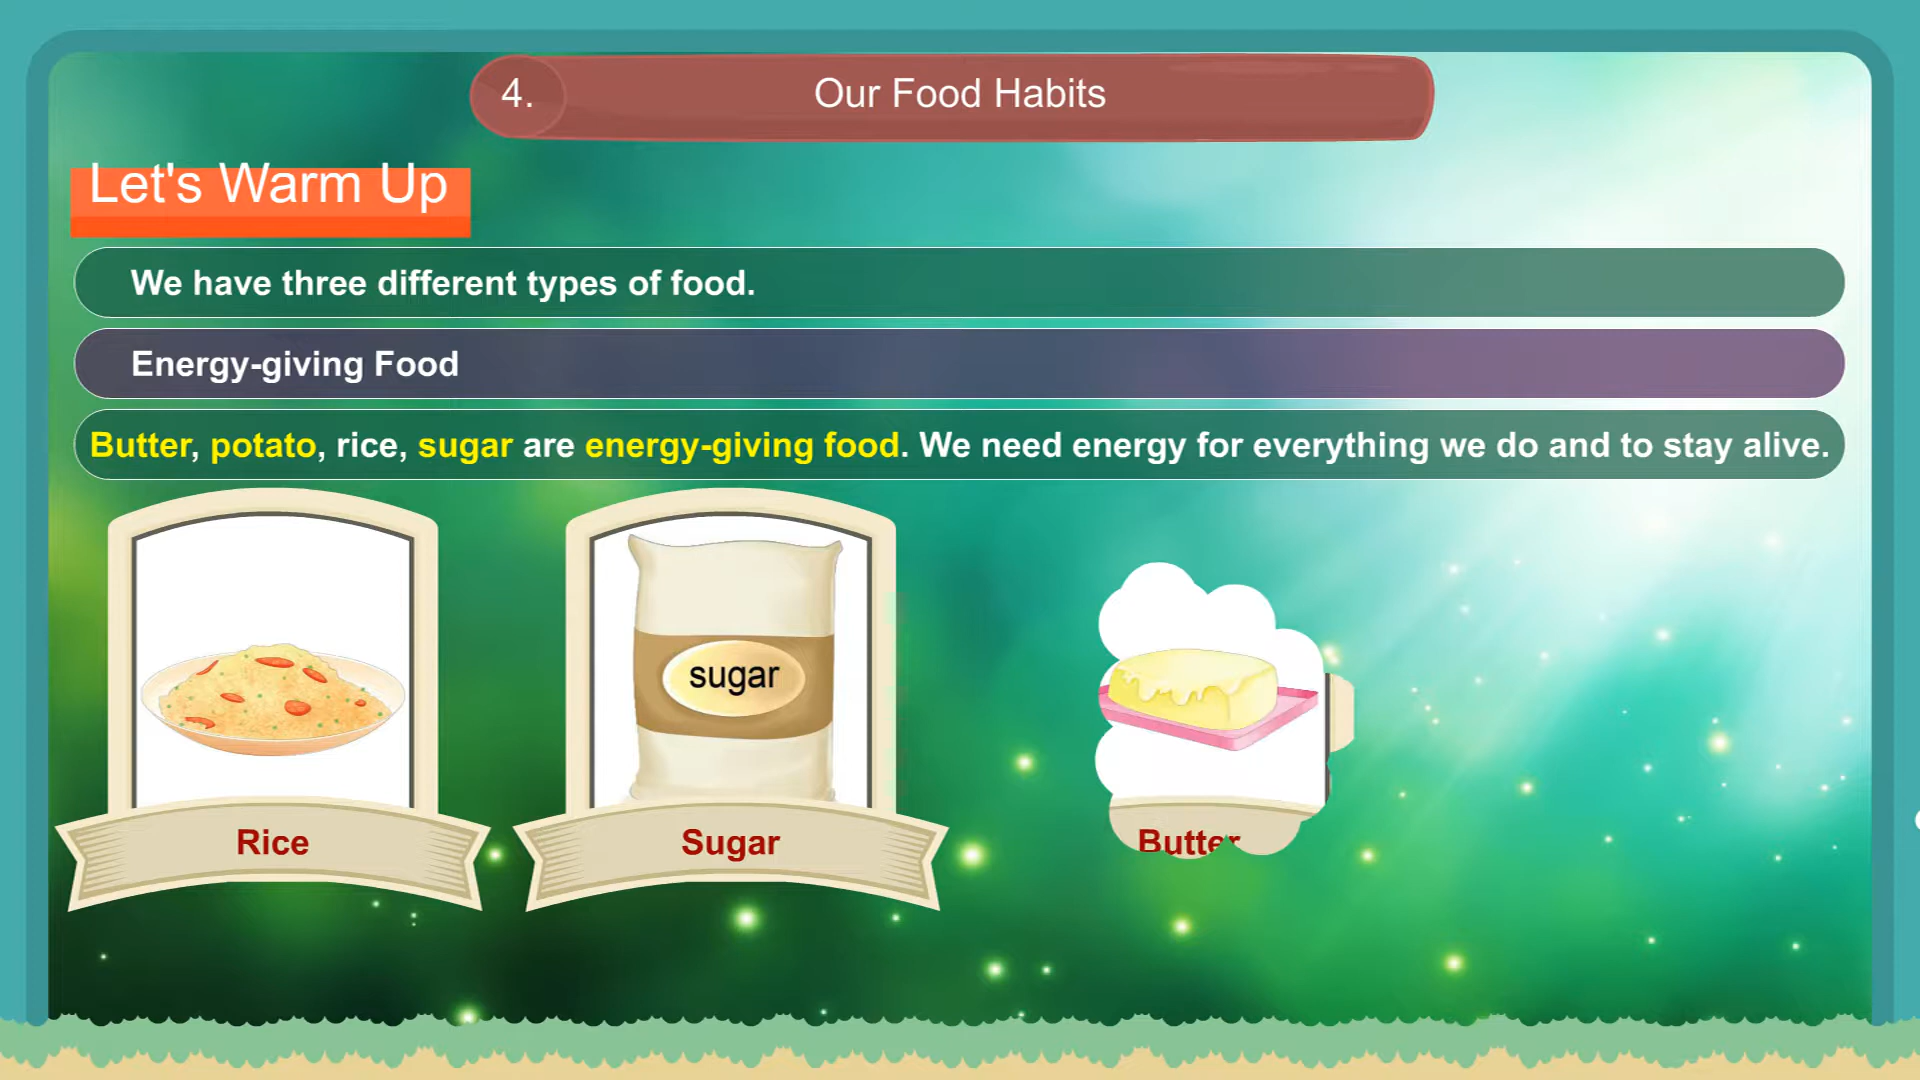 4. Our Food Habits
Let's Warm Up
We have three different types of food.
Energy-giving Food
Butter, potato, rice, sugar are energy-giving food. We need energy for everything we do and to stay alive.
sugar
Rice
Sugar
Butter